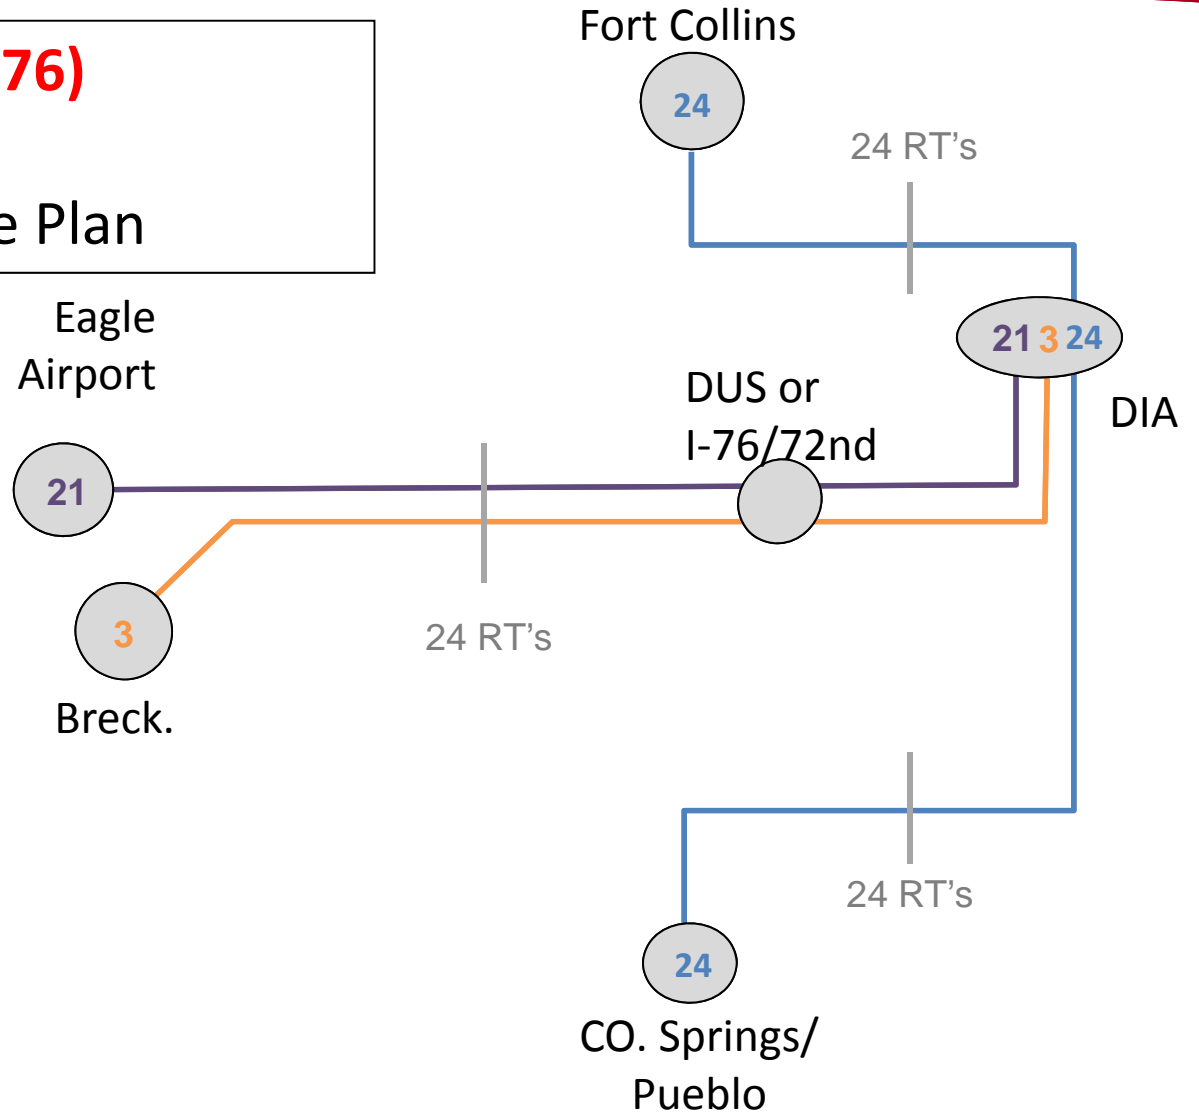 76)
e Plan
Fort Collins
24
24 RT's
Eagle
Airport
21 3 24
DIA
DUS or
I-76/72nd
21
3
24 RT's
Breck.
24 RT's
24
CO. Springs/
Pueblo